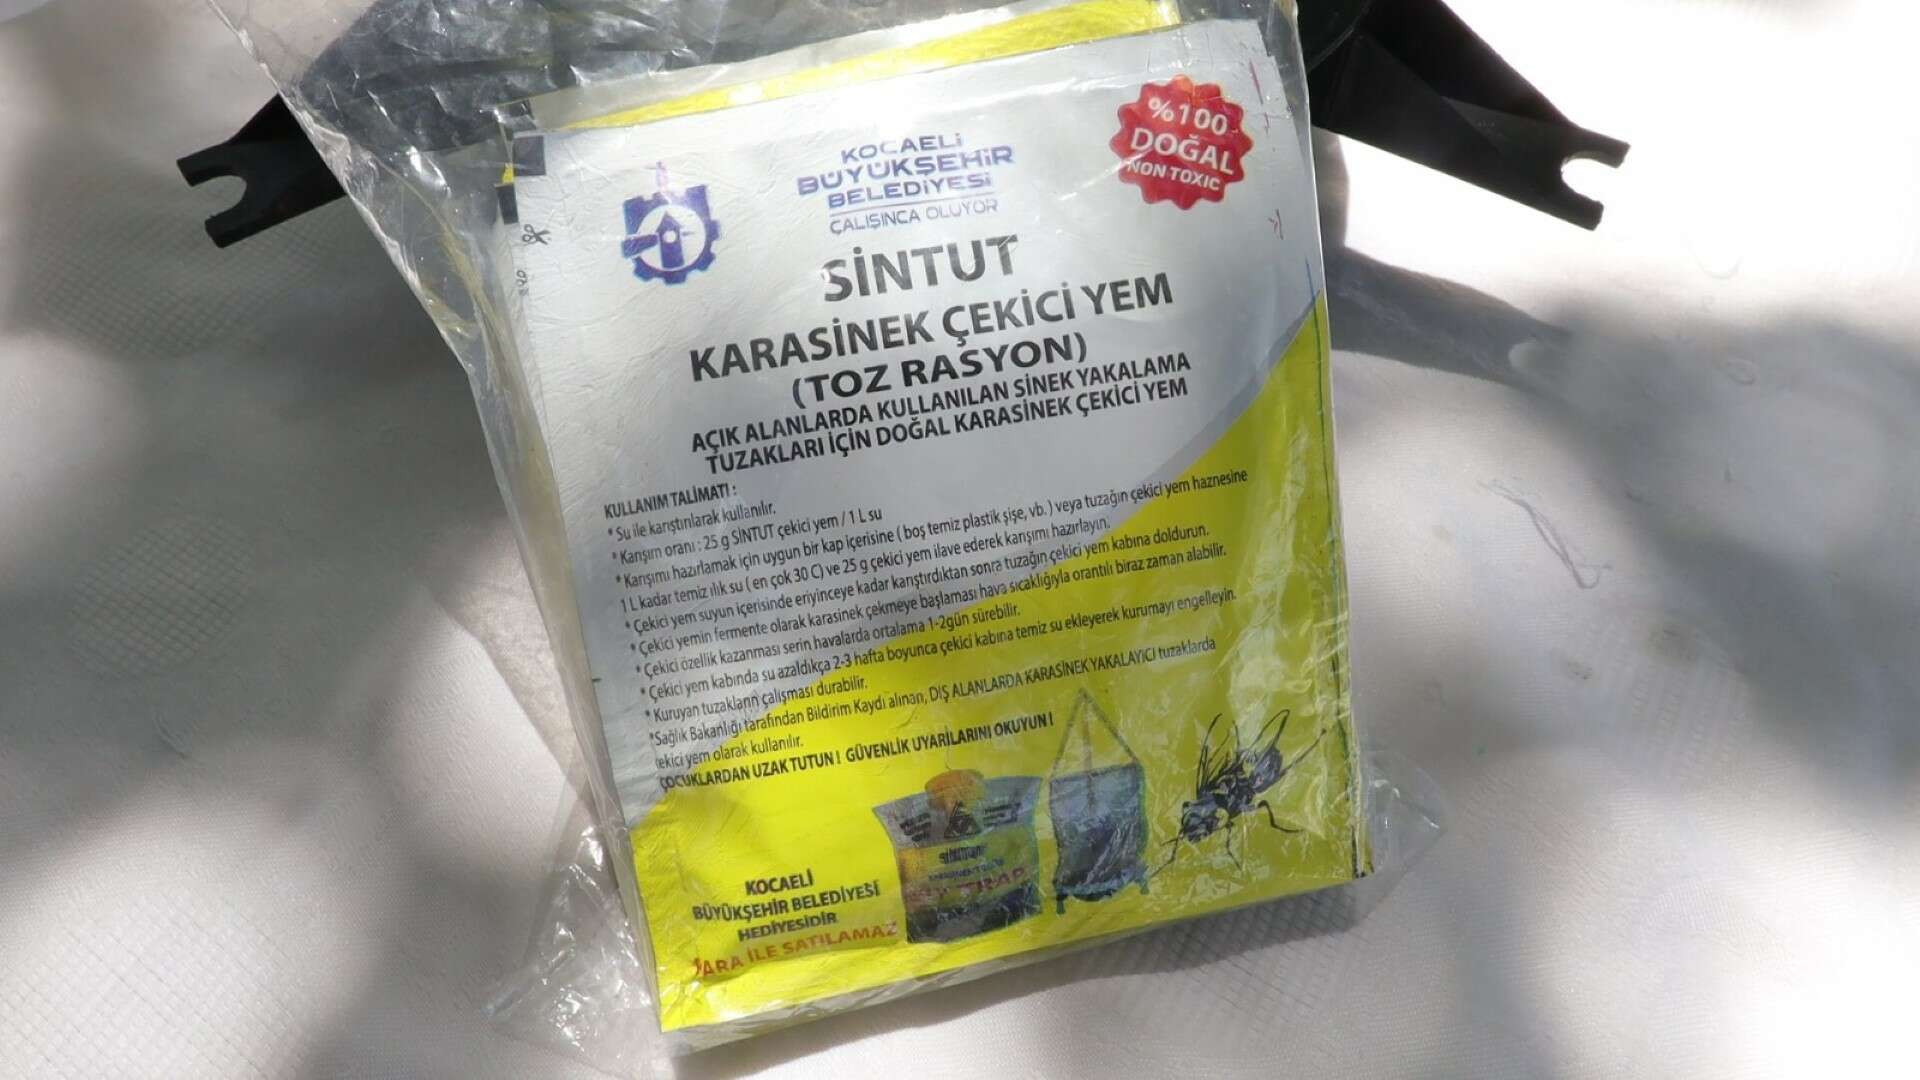 %100
DOĞAL
NON TOXIC
KOCAELİ
BÜYÜKŞEHİR
BELEDİYESİ
ÇALIŞINCA OLUYOR
SİNTUT
KARASİNEK ÇEKİCİ YEM
(TOZ RASYON)
AÇIK ALANLARDA KULLANILAN SİNEK YAKALAMA
TUZAKLARI İÇİN DOĞAL KARASİNEK ÇEKİCİ YEM
KULLANIM TALİMATI :
* Su ile karıştırılarak kullanılır.
* Karışım oranı : 25 g SİNTUT çekici yem / 1 L su
* Karışımı hazırlamak için uygun bir kap içerisine ( boş temiz plastik şişe, vb. ) veya tuzağın çekici yem haznesine
1 L kadar temiz ılık su ( en çok 30 C) ve 25 g çekici yem ilave ederek karışımı hazırlayın.
* Çekici yem suyun içerisinde eriyinceye kadar karıştırdıktan sonra tuzağın çekici yem kabına doldurun.
* Çekici yemin fermente olarak karasinek çekmeye başlaması hava sıcaklığıyla orantılı biraz zaman alabilir.
* Çekici özellik kazanması serin havalarda ortalama 1-2gün sürebilir.
* Çekici yem kabında su azaldıkça 2-3 hafta boyunca çekici kabına temiz su ekleyerek kurumayı engelleyin.
* Kuruyan tuzakların çalışması durabilir.
*Sağlık Bakanlığı tarafından Bildirim Kaydı alınan, DIŞ ALANLARDA KARASİNEK YAKALAYICI tuzaklarda
çekici yem olarak kullanılır.
ÇOCUKLARDAN UZAK TUTUN ! GÜVENLİK UYARILARINI OKUYUN !
SİNTUT
TRAP
KOCAELİ
BÜYÜKŞEHİR BELEDİYESİ
HEDİYESİDİR
PARA İLE SATILAMAZ